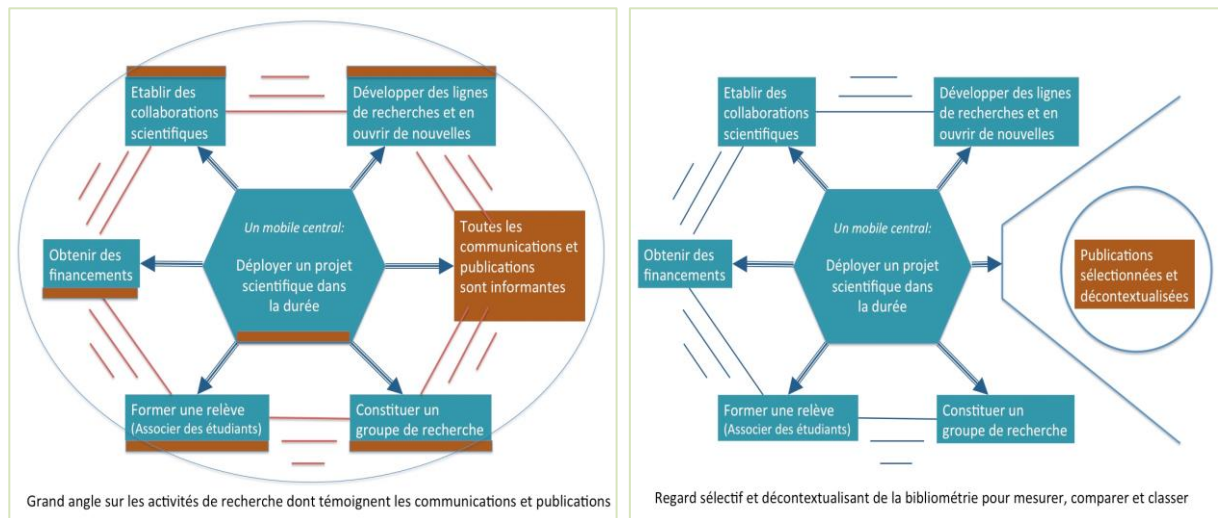 Etablir des
collaborations
scientifiques
Développer des lignes
de recherches et en
ouvrir de nouvelles
Un mobile central:
Déployer un projet
scientifique dans
la durée
Toutes les
communications et
publications
sont informantes
Obtenir des
financements
Former une relève
(Associer des étudiants)
Constituer un
groupe de recherche
Grand angle sur les activités de recherche dont témoignent les communications et publications
Etablir des
collaborations
scientifiques
Développer des lignes
de recherches et en
ouvrir de nouvelles
Un mobile central:
Déployer un projet
scientifique dans
la durée
Obtenir des
financements
Publications
sélectionnées et
décontextualisées
Former une relève
(Associer des étudiants)
Constituer un
groupe de recherche
Regard sélectif et décontextualisant de la bibliométrie pour mesurer, comparer et classer